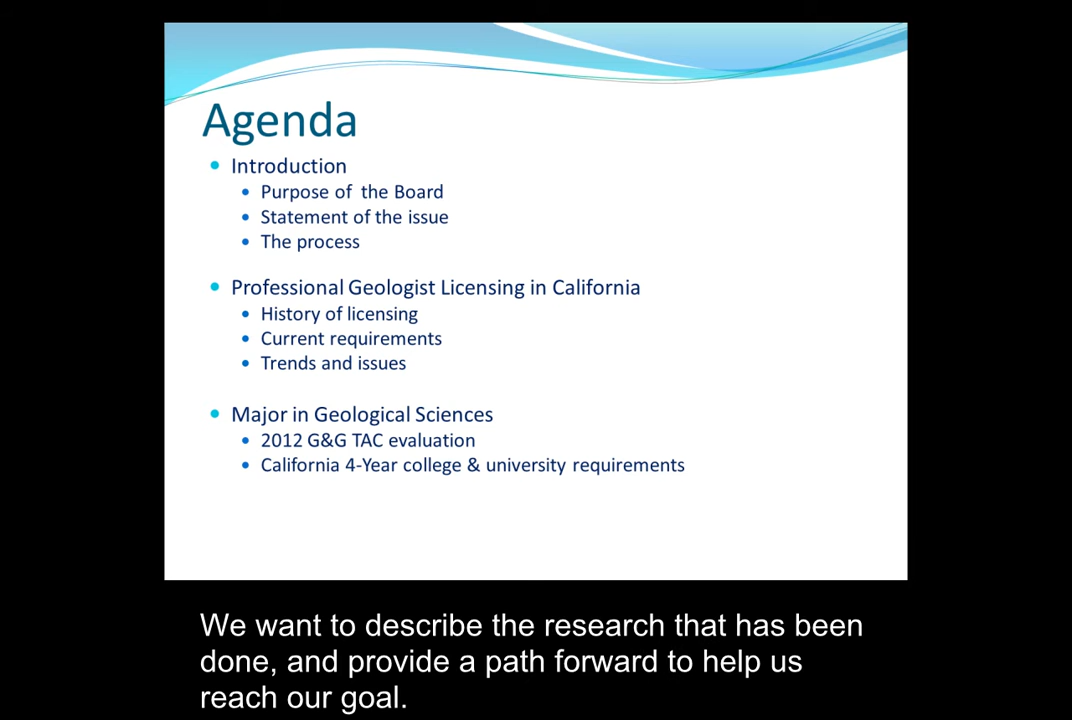 Agenda
Introduction
Purpose of the Board
Statement of the issue
The process
Professional Geologist Licensing in California
History of licensing
Current requirements
Trends and issues
Major in Geological Sciences
2012 G&G TAC evaluation
California 4-Year college & university requirements
We want to describe the research that has been
done, and provide a path forward to help us
reach our goal.